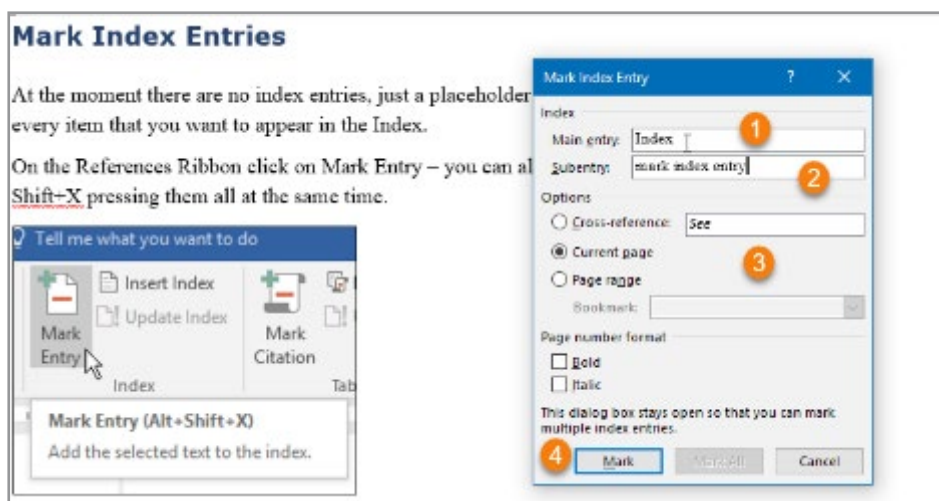 Mark Index Entries
At the moment there are no index entries, just a placeholder
every item that you want to appear in the Index.
On the References Ribbon click on Mark Entry – you can al
Shift+X pressing them all at the same time.
Tell me what you want to do
Insert Index
Update Index
Mark
Entry
Mark
Citation
Index
Tab
Mark Entry (Alt+Shift+X)
Add the selected text to the index.
Mark Index Entry ? ×
Index
Main entry: Index 1
Subentry: mark index entry 2
Options
Cross-reference: See
Current page 3
Page range
Bookmark:
Page number format
Bold
Italic
This dialog box stays open so that you can mark
multiple index entries.
4 Mark Mark All Cancel